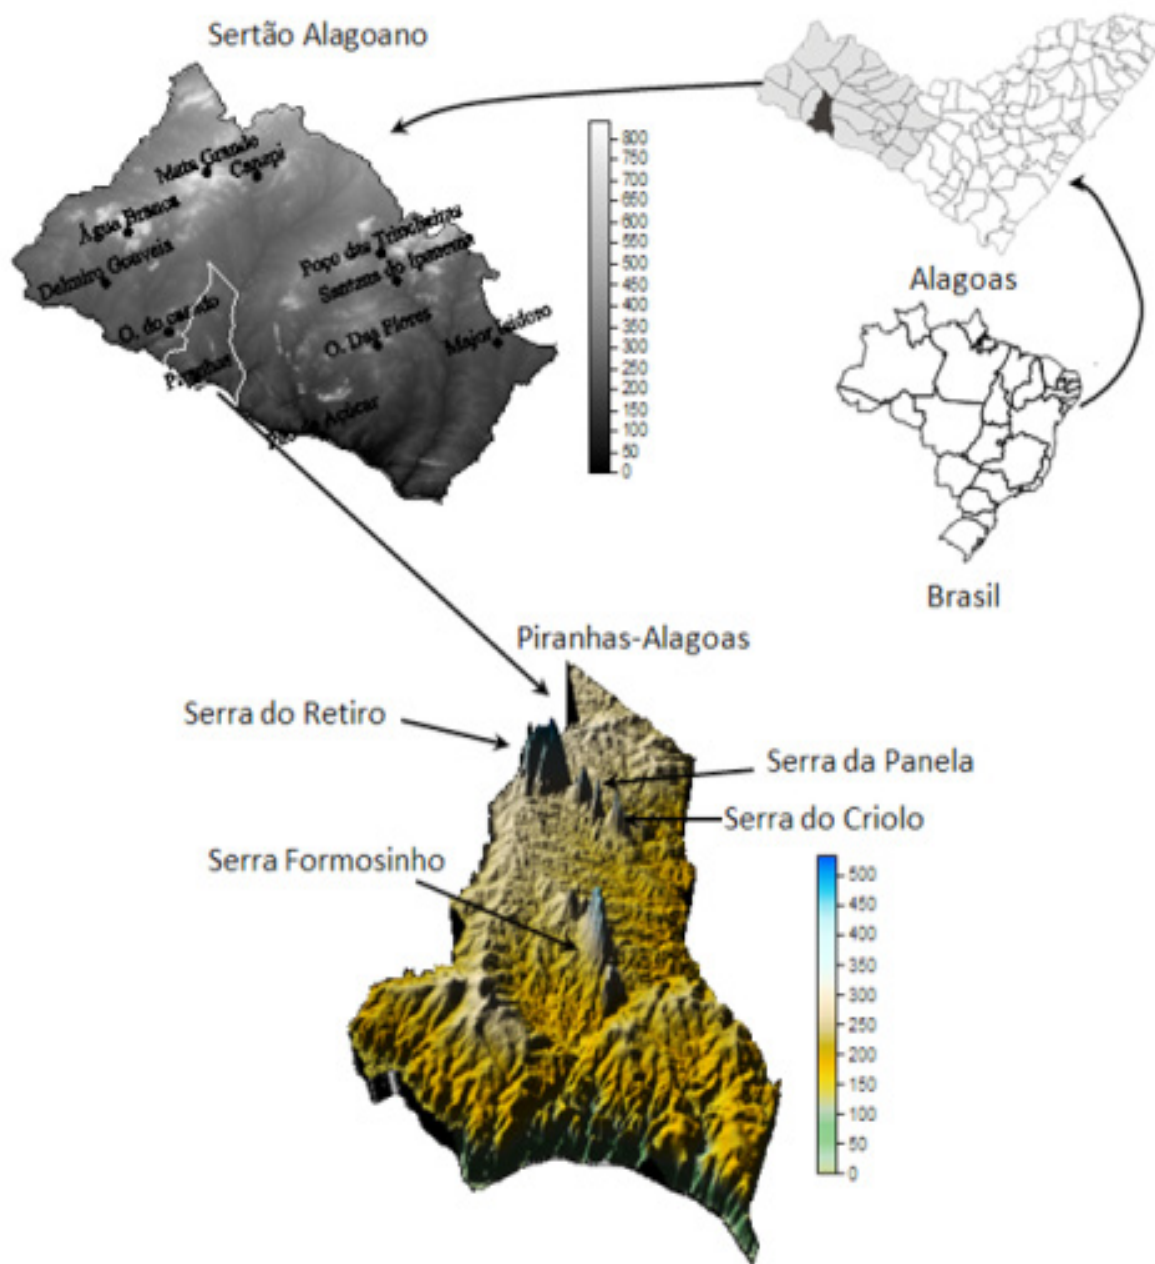 Sertão Alagoano
Mata Grande
Canapi
Água Branca
Delmiro Gouveia
Poço das Trincheiras
Santana do Ipanema
O. do casado
O. Das Flores
Major Isidoro
Açúcar
800
750
700
650
600
550
500
450
400
350
300
250
200
150
100
50
0
Alagoas
Brasil
Piranhas-Alagoas
Serra do Retiro
Serra da Panela
Serra do Criolo
Serra Formosinho
500
450
400
350
300
250
200
150
100
50
0